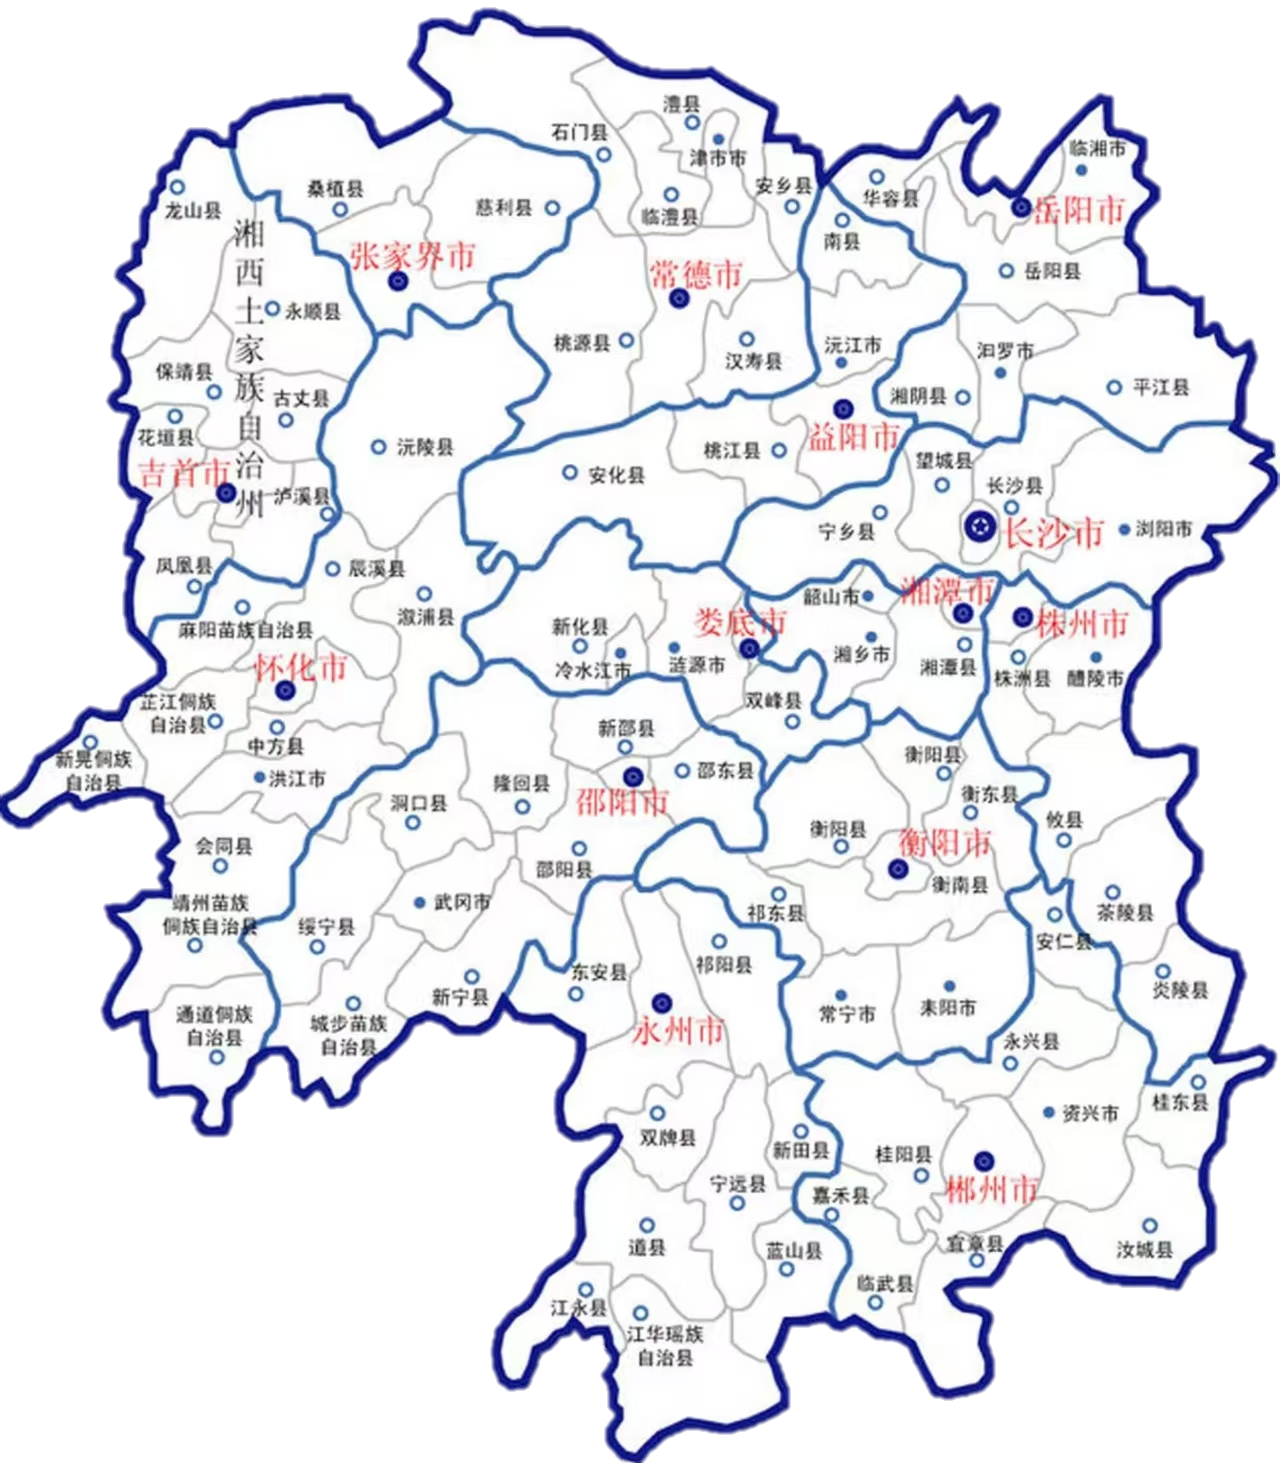 澧县
石门县
津市市
临湘市
龙山县
桑植县
慈利县
临澧县
安乡县
华容县
岳阳市
湘西土家族自治州
南县
张家界市
常德市
岳阳县
永顺县
桃源县
汉寿县
沅江市
汨罗市
保靖县
古丈县
湘阴县
平江县
花垣县
沅陵县
桃江县
益阳市
吉首市
安化县
望城县
泸溪县
长沙县
宁乡县
长沙市
浏阳市
凤凰县
辰溪县
溆浦县
韶山市
湘潭市
麻阳苗族自治县
新化县
娄底市
株州市
怀化市
冷水江市
涟源市
湘乡市
湘潭县
株洲县
醴陵市
芷江侗族
自治县
双峰县
中方县
新邵县
新晃侗族
自治县
洪江市
隆回县
邵东县
衡阳县
洞口县
邵阳市
衡东县
会同县
邵阳县
衡阳县
衡阳市
攸县
靖州苗族
侗族自治县
武冈市
衡南县
绥宁县
祁东县
茶陵县
安仁县
东安县
祁阳县
新宁县
炎陵县
通道侗族
自治县
城步苗族
自治县
永州市
常宁市
耒阳市
永兴县
双牌县
新田县
资兴市
桂东县
桂阳县
宁远县
嘉禾县
郴州市
道县
蓝山县
宜章县
汝城县
江永县
临武县
江华瑶族
自治县